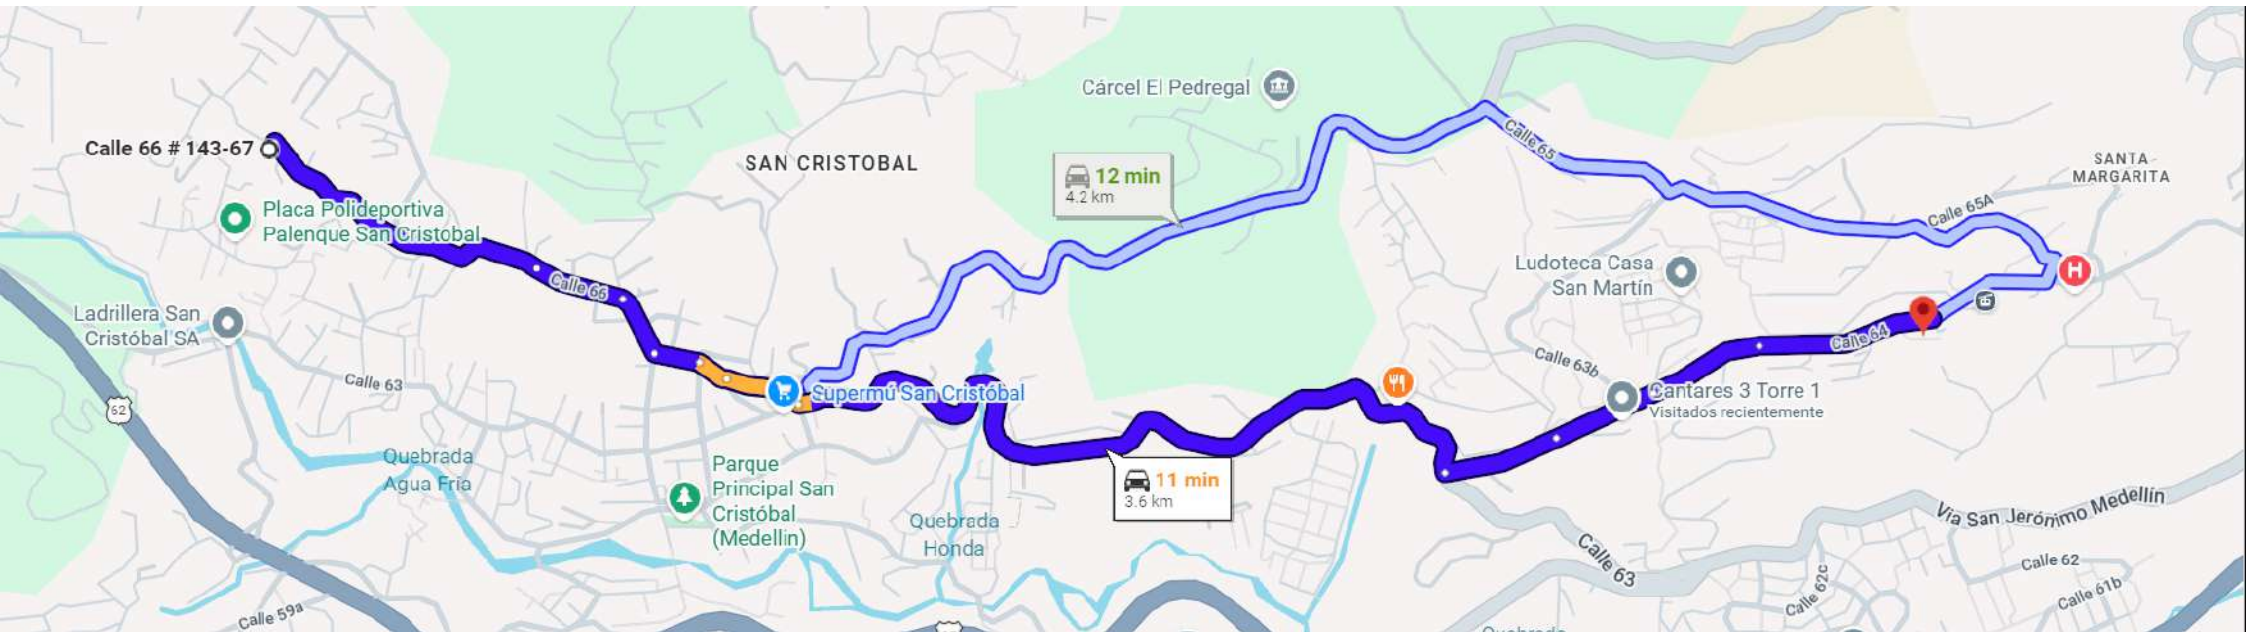 Cárcel El Pedregal
Calle 66 # 143-67
SAN CRISTOBAL
12 min
4.2 km
Calle 65
SANTA
MARGARITA
Placa Polideportiva
Palenque San Cristobal
Calle 65A
Ludoteca Casa
San Martín
H
Calle 66
Ladrillera San
Cristóbal SA
Calle 64
Calle 63b
Calle 63
Supermú San Cristóbal
Cantares 3 Torre 1
Visitados recientemente
62
Quebrada
Agua Fria
Parque
Principal San
Cristóbal
(Medellin)
11 min
3.6 km
Quebrada
Honda
Via San Jerónimo Medellín
Calle 63
Calle 62
Calle 62c
Calle 61b
Calle 59a